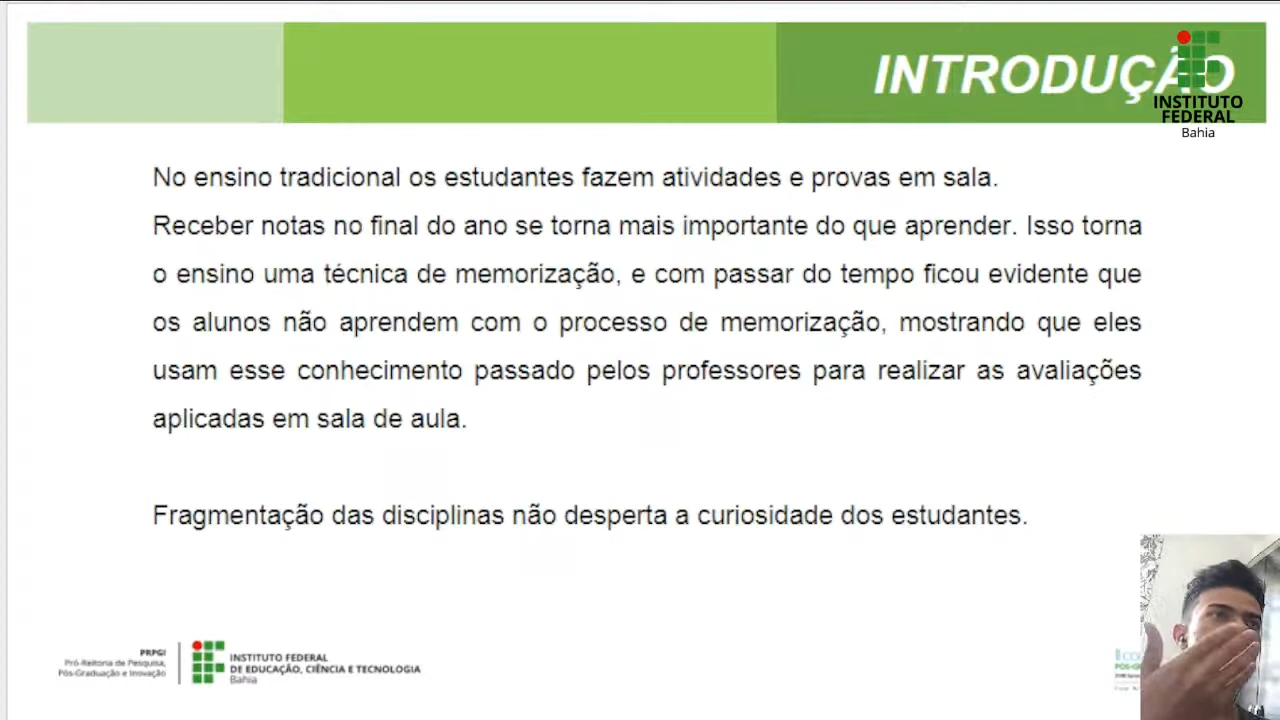 INTRODUÇÃO
INSTITUTO
FEDERAL
Bahia
No ensino tradicional os estudantes fazem atividades e provas em sala.
Receber notas no final do ano se torna mais importante do que aprender. Isso torna
o ensino uma técnica de memorização, e com passar do tempo ficou evidente que
os alunos não aprendem com o processo de memorização, mostrando que eles
usam esse conhecimento passado pelos professores para realizar as avaliações
aplicadas em sala de aula.
Fragmentação das disciplinas não desperta a curiosidade dos estudantes.
PRPGI
Pró-Reitoria de Pesquisa,
Pós-Graduação e Inovação
INSTITUTO FEDERAL
DE EDUCAÇÃO, CIÊNCIA E TECNOLOGIA
Bahia